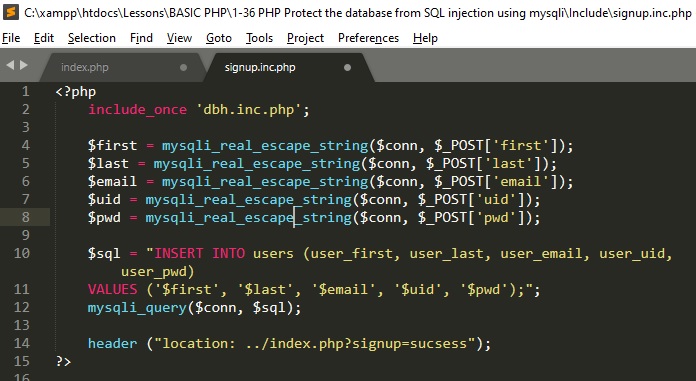 C:\xampp\htdocs\Lessons\BASIC PHP\1-36 PHP Protect the database from SQL injection using mysqli\Include\signup.inc.php
File Edit Selection Find View Goto Tools Project Preferences Help
index.php signup.inc.php
1 <?php
2 include_once 'dbh.inc.php';
3
4 $first = mysqli_real_escape_string($conn, $_POST['first']);
5 $last = mysqli_real_escape_string($conn, $_POST['last']);
6 $email = mysqli_real_escape_string($conn, $_POST['email']);
7 $uid = mysqli_real_escape_string($conn, $_POST['uid']);
8 $pwd = mysqli_real_escape_string($conn, $_POST['pwd']);
9
10 $sql = "INSERT INTO users (user_first, user_last, user_email, user_uid,
user_pwd)
11 VALUES ('$first', '$last', '$email', '$uid', '$pwd');";
12 mysqli_query($conn, $sql);
13
14 header ("location: ../index.php?signup=sucsess");
15 ?>
16